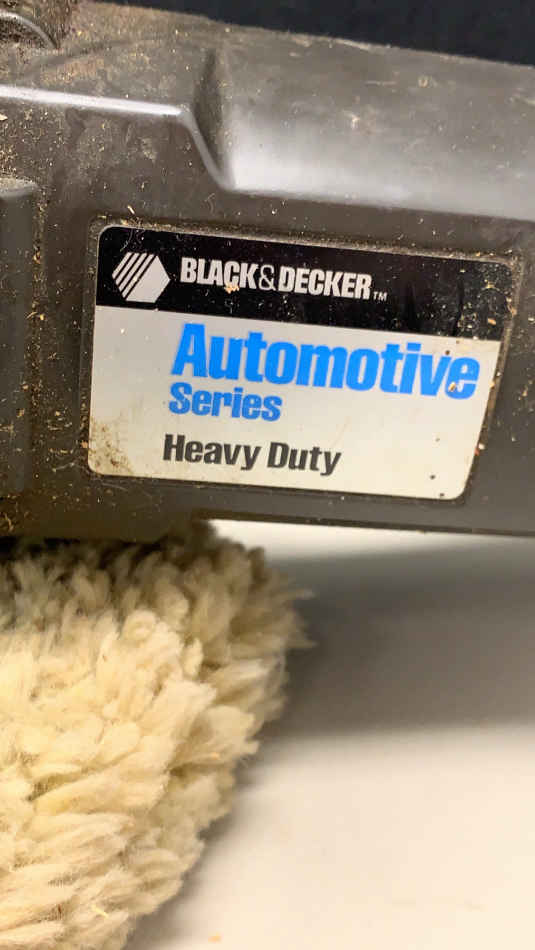 BLACK&DECKER™
Automotive
Series
Heavy Duty